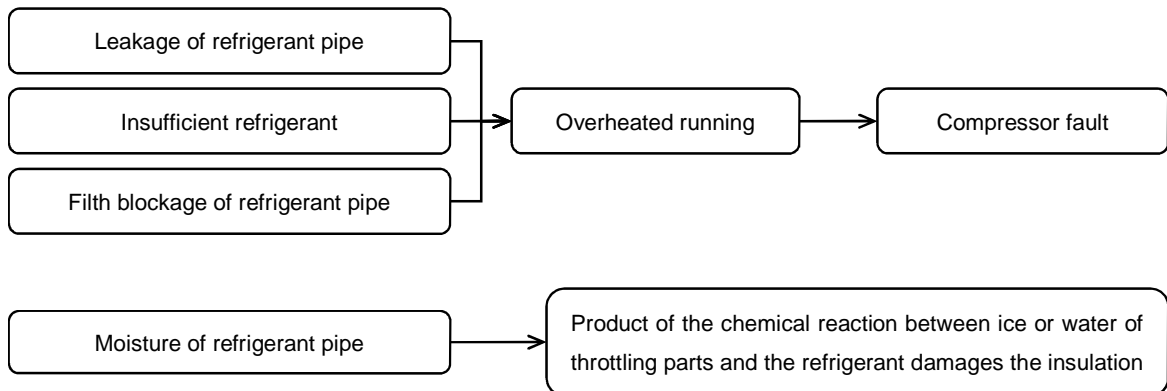 Leakage of refrigerant pipe
Insufficient refrigerant
Overheated running
Compressor fault
Filth blockage of refrigerant pipe
Moisture of refrigerant pipe
Product of the chemical reaction between ice or water of
throttling parts and the refrigerant damages the insulation